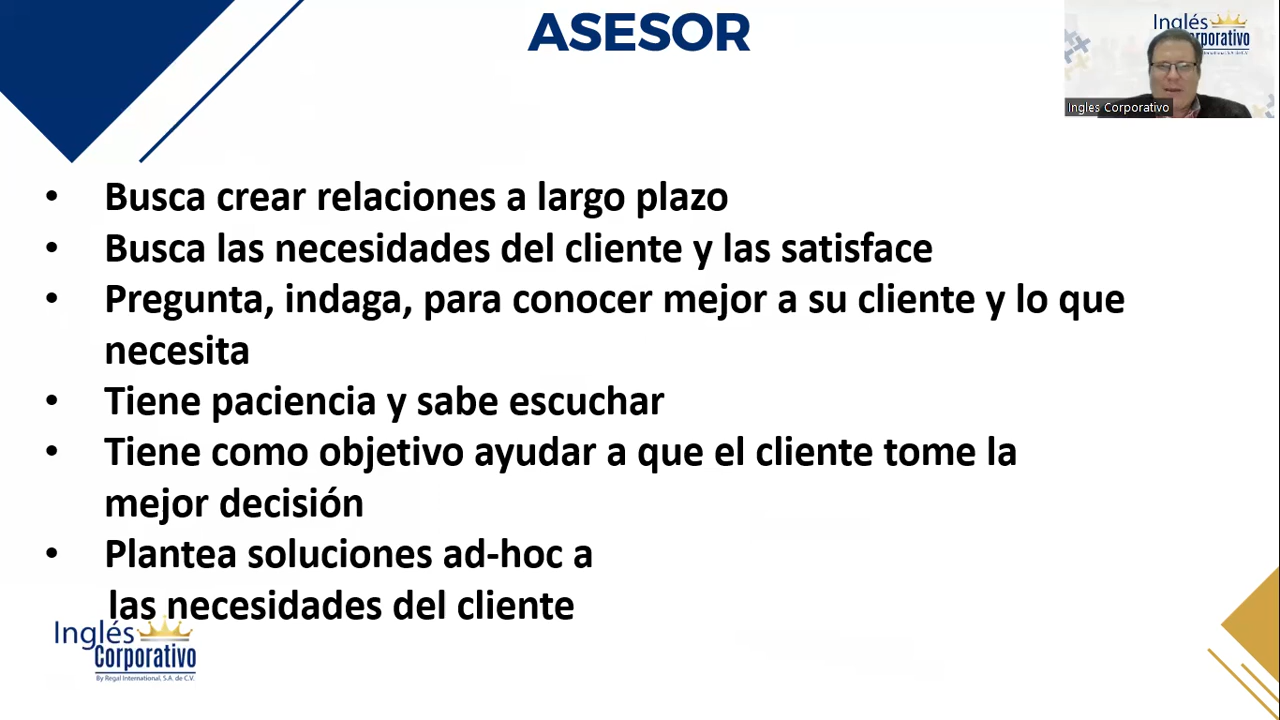 ASESOR
Inglés
Corporativo
Ingles Corporativo
• Busca crear relaciones a largo plazo
• Busca las necesidades del cliente y las satisface
• Pregunta, indaga, para conocer mejor a su cliente y lo que
necesita
• Tiene paciencia y sabe escuchar
• Tiene como objetivo ayudar a que el cliente tome la
mejor decisión
• Plantea soluciones ad-hoc a
las necesidades del cliente
Inglés
Corporativo
By Regal International, S.A. de C.V.